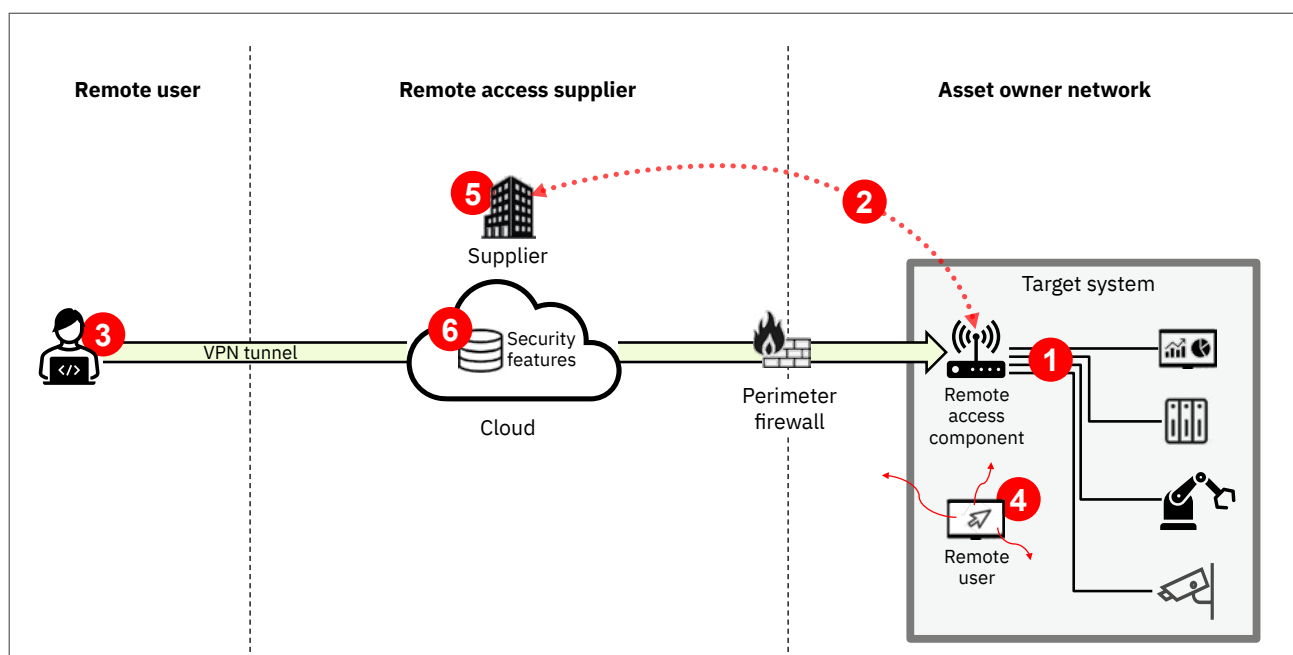 Remote user
Remote access supplier
Asset owner network
5
2
Supplier
Target system
3
VPN tunnel
6
Security
features
1
Cloud
Perimeter
firewall
Remote
access
component
4
Remote
user